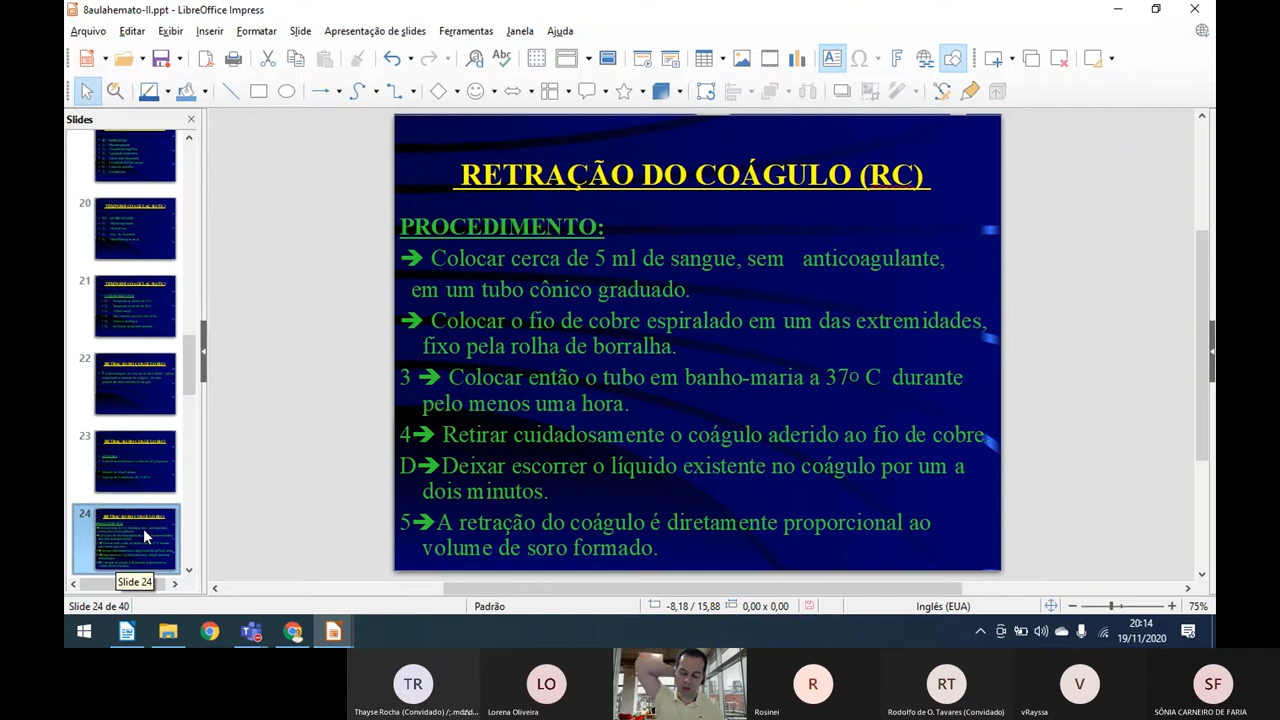 8aulahemato-II.ppt - LibreOffice Impress
Arquivo Editar Exibir Inserir Formatar Slide Apresentação de slides Ferramentas Janela Ajuda
Slides
20
21
22
23
24
RETRAÇÃO DO COÁGULO (RC)
PROCEDIMENTO:
➔ Colocar cerca de 5 ml de sangue, sem anticoagulante,
em um tubo cônico graduado.
➔ Colocar o fio de cobre espiralado em um das extremidades,
fixo pela rolha de borralha.
3 ➔ Colocar então o tubo em banho-maria a 37º C durante
pelo menos uma hora.
4➔ Retirar cuidadosamente o coágulo aderido ao fio de cobre.
D➔Deixar escorrer o líquido existente no coágulo por um a
dois minutos.
5➔A retração do coagulo é diretamente proporcional ao
volume de soro formado.
Slide 24
Slide 24 de 40 Padrão -8,18 / 15,88 0,00 x 0,00 Inglês (EUA) 75%
20:14
19/11/2020
TR LO R RT V SF
Thayse Rocha (Convidado) Lorena Oliveira Rosinei Rodolfo de O. Tavares (Convidado) vRayssa SÔNIA CARNEIRO DE FARIA